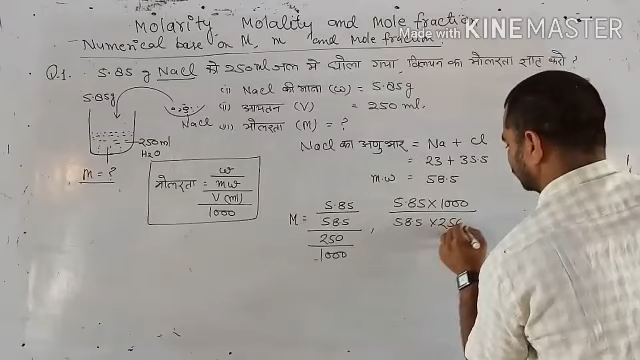 Molarity, Molality and Mole fraction
Made with KINEMASTER
Numerical base on M, m and Mole fraction
Q.1. 5.85 g NaCl को 250 ml जल में घोला गया, विलयन का मोलरता ज्ञात करो ?
5.85g
(i) NaCl की मात्रा (ω) = 5.85g
(ii) आयतन (V) = 250 ml.
NaCl (iii) मोलरता (M) = ?
250ml
H2O
M = ?
NaCl का अणुभार = Na + Cl
= 23 + 35.5
m.w = 58.5
मोलरता = ω
mw
V (ml)
1000
M = 5.85
58.5
250
1000
, 5.85 × 1000
58.5 × 250